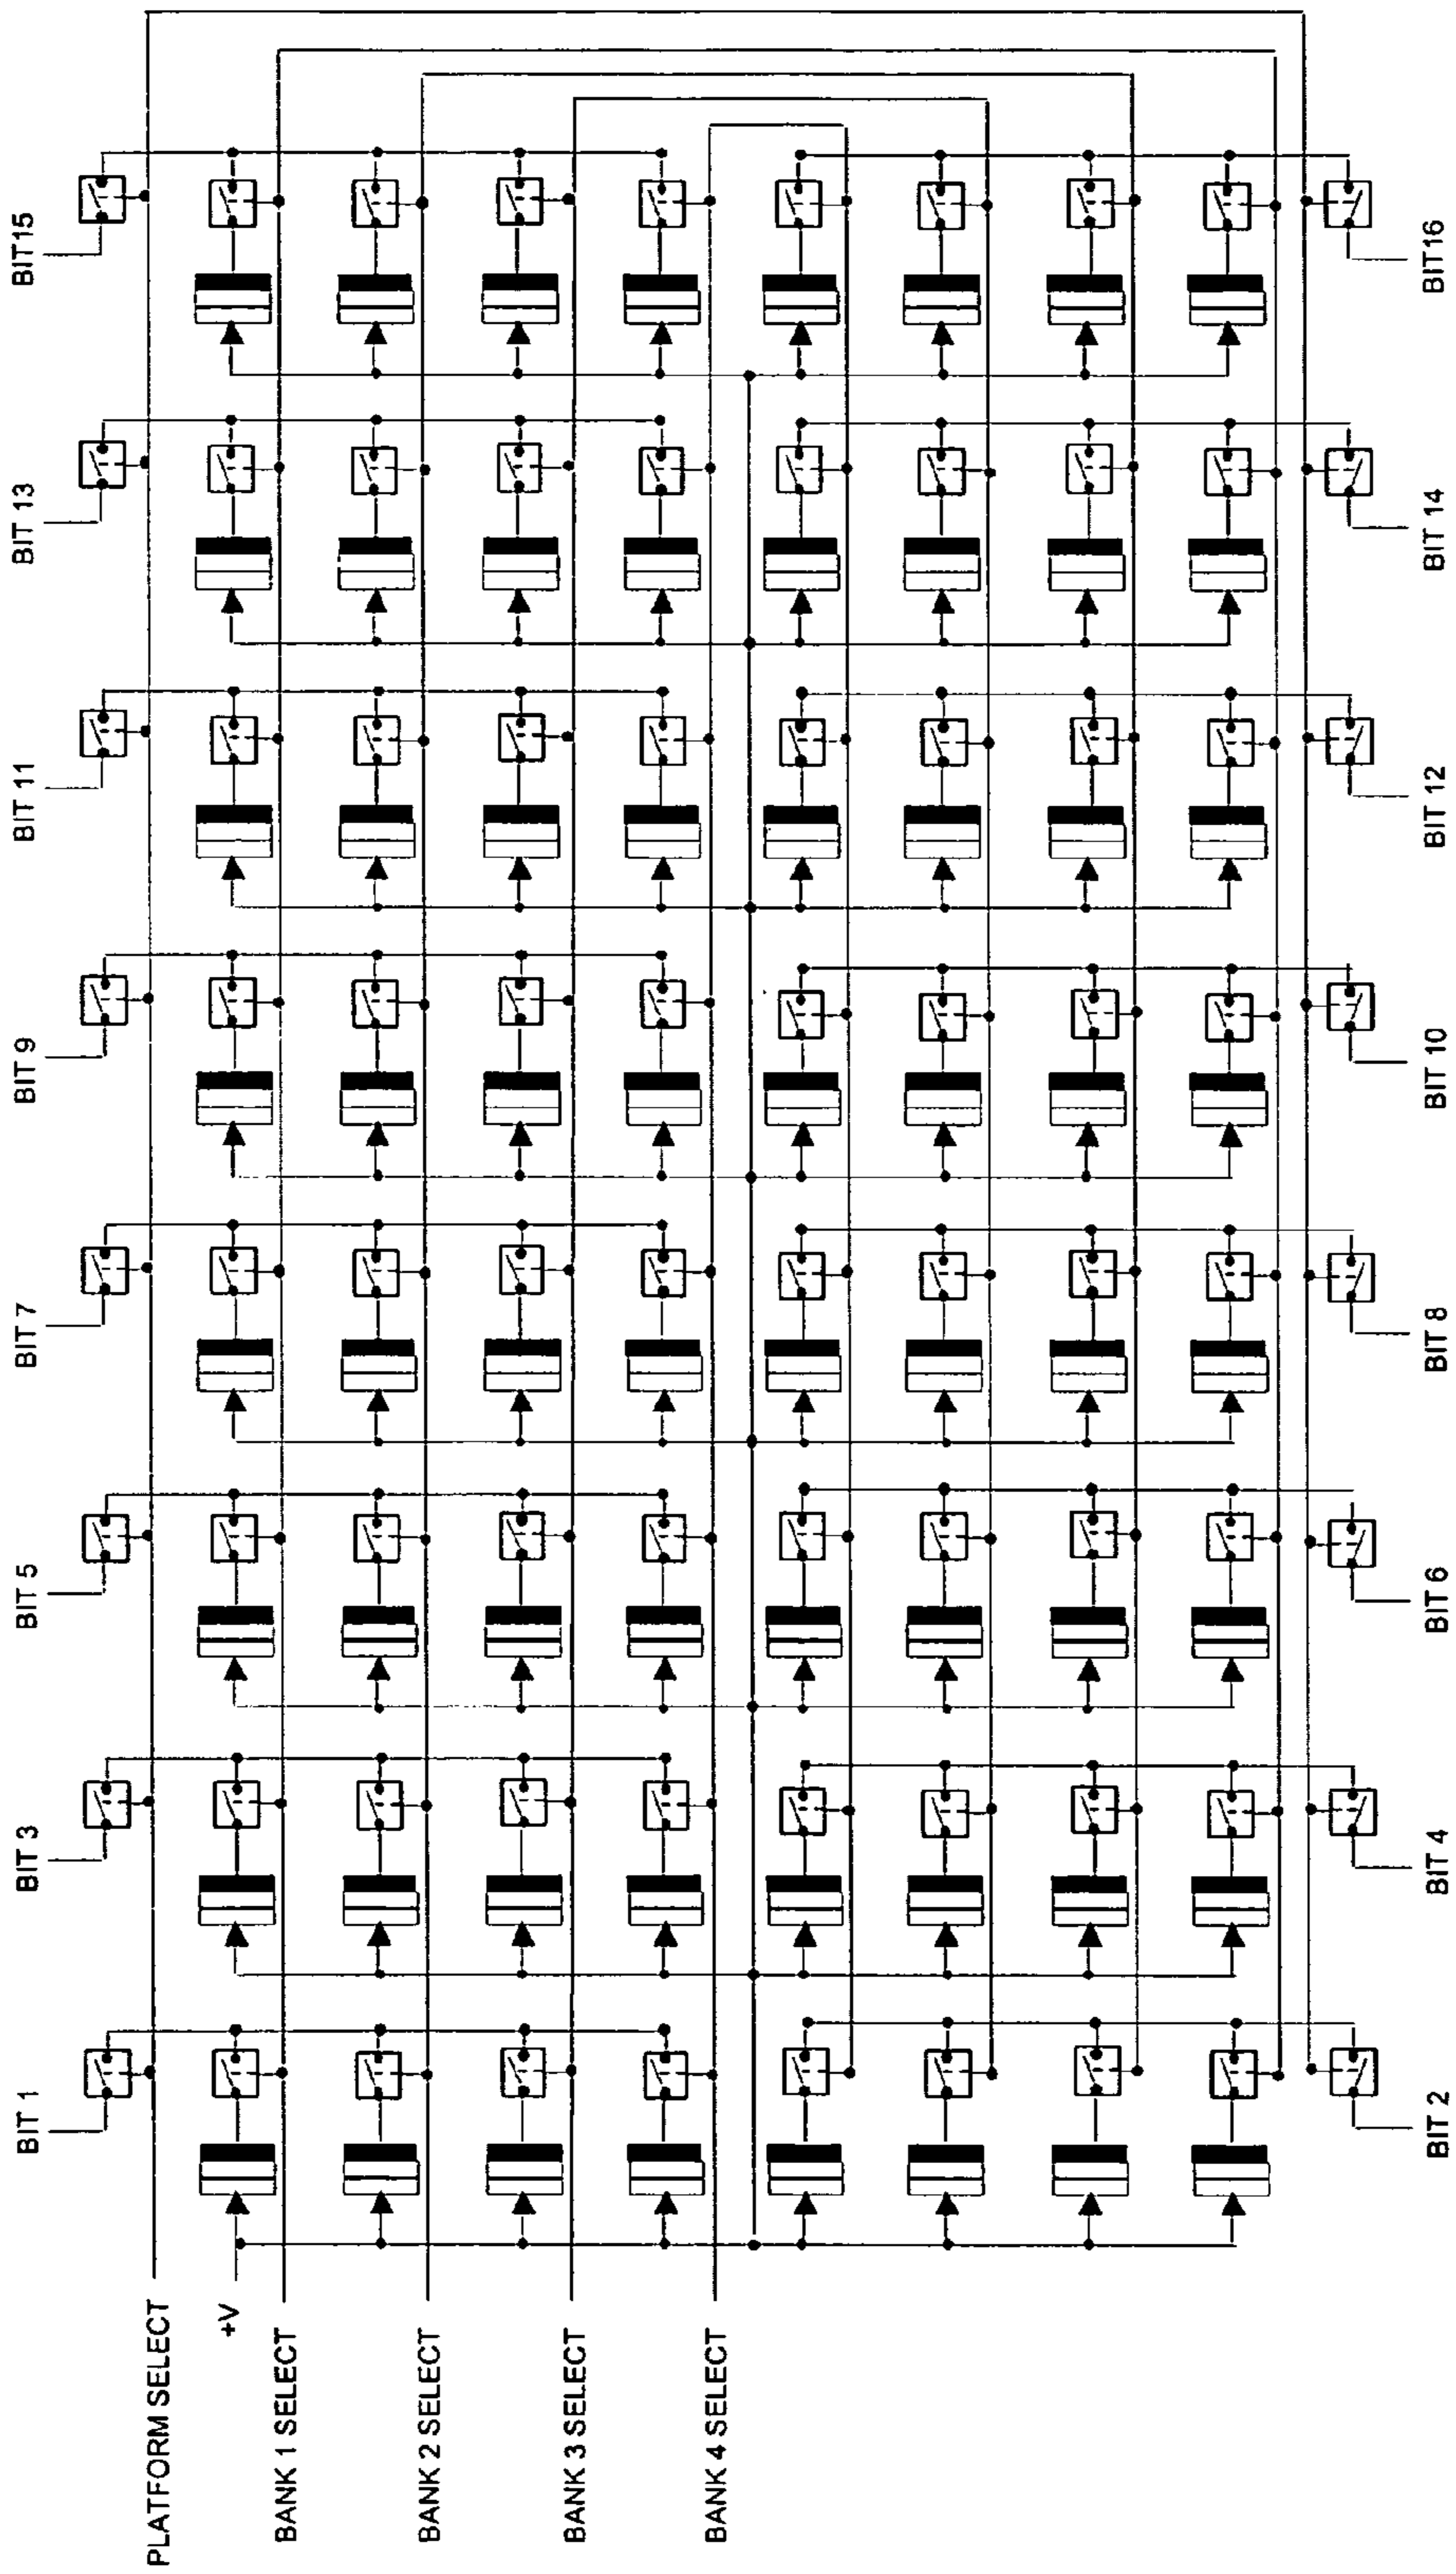 BIT 1
BIT 3
BIT 5
BIT 7
BIT 9
BIT 11
BIT 13
BIT15
PLATFORM SELECT
+V
BANK 1 SELECT
BANK 2 SELECT
BANK 3 SELECT
BANK 4 SELECT
BIT 2
BIT 4
BIT 6
BIT 8
BIT 10
BIT 12
BIT 14
BIT16